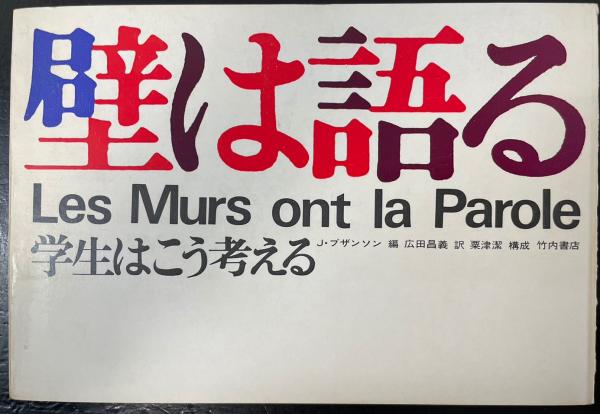 壁は語る
Les Murs ont la Parole
学生はこう考える
J・ブザンソン 編 広田昌義 訳 粟津潔 構成 竹内書店